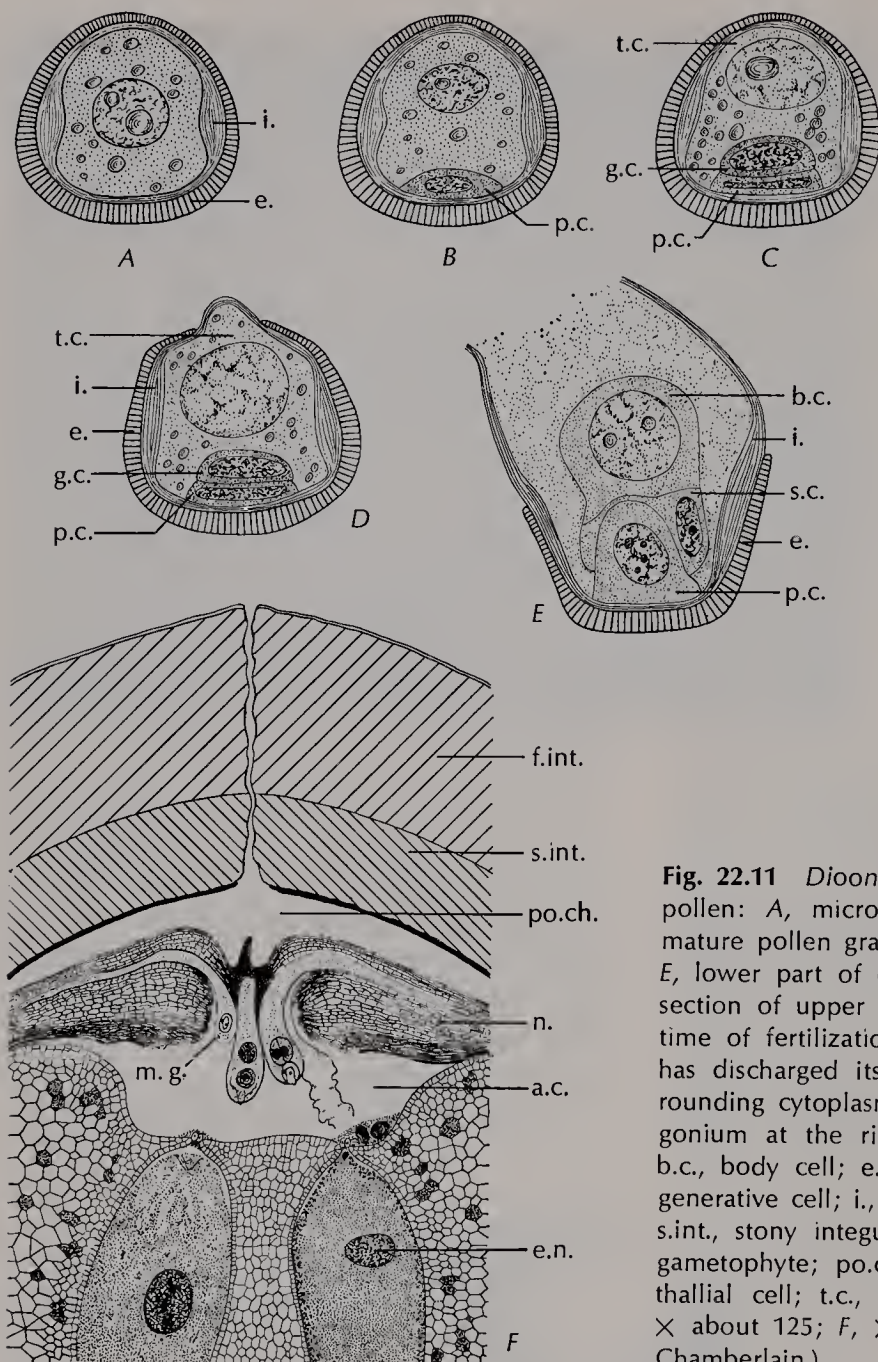 i.
e.
A
p.c.
B
t.c.
g.c.
p.c.
C
t.c.
i.
e.
g.c.
p.c.
D
b.c.
i.
s.c.
e.
p.c.
E
f.int.
s.int.
po.ch.
n.
m. g.
a.c.
e.n.
F
Fig. 22.11 Dioon
pollen: A, micro
mature pollen gra
E, lower part of
section of upper
time of fertilizatio
has discharged its
rounding cytoplasm
gonium at the ri
b.c., body cell; e.
generative cell; i.,
s.int., stony integu
gametophyte; po.c
thallial cell; t.c.,
× about 125; F, ×
Chamberlain.)